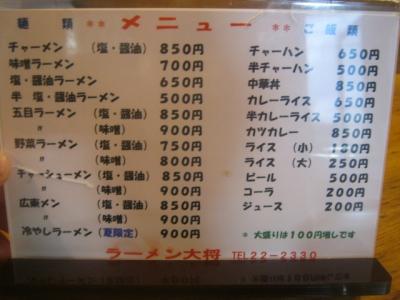 麺 類 ** メニュー ** ご飯類
チャーメン (塩・醤油) 850円
味噌ラーメン 700円
塩・醤油ラーメン 650円
半 塩・醤油ラーメン 500円
五目ラーメン (塩・醤油) 850円
〃 (味噌) 900円
野菜ラーメン (塩・醤油) 750円
〃 (味噌) 800円
チャーシューメン (塩・醤油) 850円
〃 (味噌) 900円
広東メン (塩・醤油) 850円
〃 (味噌) 900円
冷やしラーメン (夏限定) 900円
チャーハン 650円
半チャーハン 500円
中華丼 850円
カレーライス 650円
半カレーライス 500円
カツカレー 850円
ライス (小) 180円
ライス (大) 250円
ビール 500円
コーラ 200円
ジュース 200円
* 大盛りは100円増しです
ラーメン大将 TEL22-2330